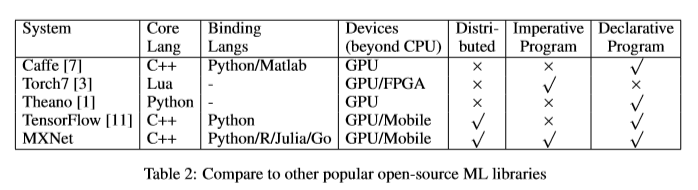 System Core Binding Devices Distri- Imperative Declarative
Lang Langs (beyond CPU) buted Program Program
Caffe [7] C++ Python/Matlab GPU × × √
Torch7 [3] Lua - GPU/FPGA × √ ×
Theano [1] Python - GPU × × √
TensorFlow [11] C++ Python GPU/Mobile √ × √
MXNet C++ Python/R/Julia/Go GPU/Mobile √ √ √
Table 2: Compare to other popular open-source ML libraries